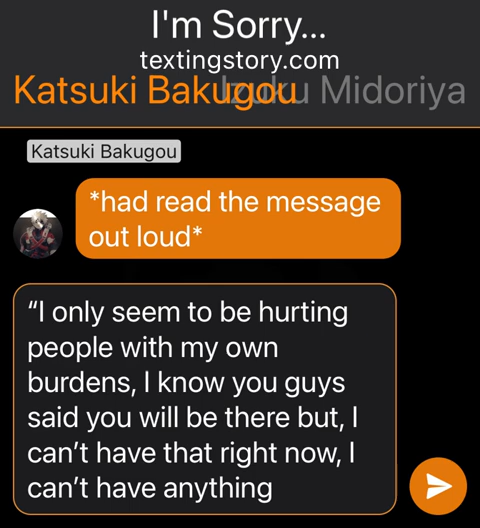 I'm Sorry...
textingstory.com
Katsuki Bakugou Izuku Midoriya
Katsuki Bakugou
*had read the message
out loud*
“I only seem to be hurting
people with my own
burdens, I know you guys
said you will be there but, I
can’t have that right now, I
can’t have anything